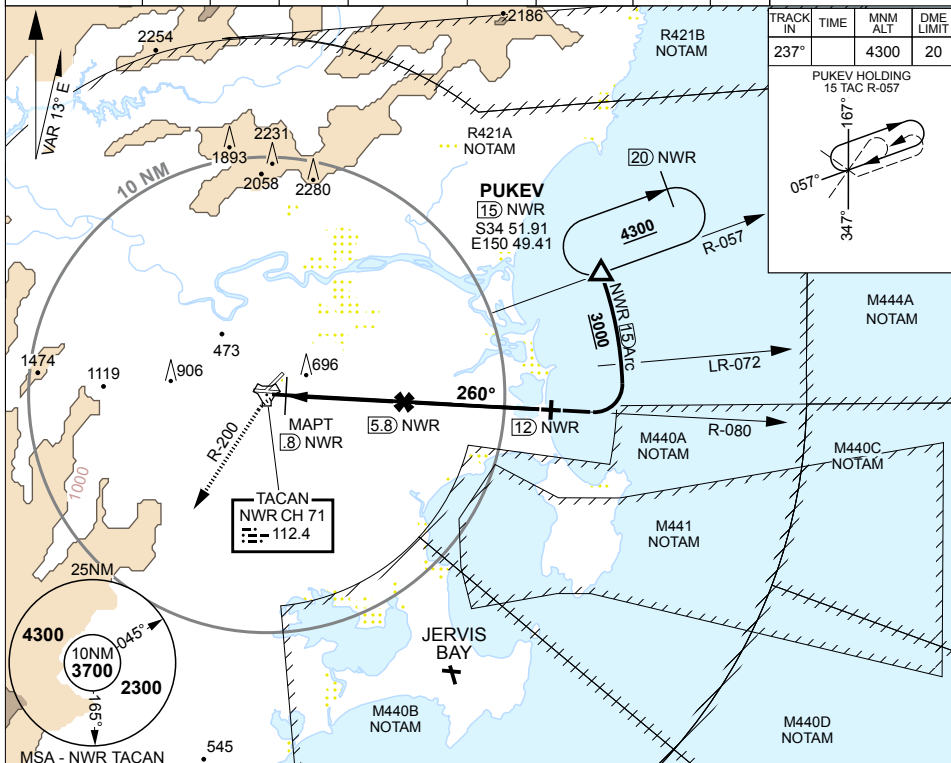 2186
2254
R421B
NOTAM
TRACK IN
TIME
MNM ALT
DME LIMIT
237°
4300
20
PUKEV HOLDING
15 TAC R-057
167°
057°
347°
VAR 13° E
2231
1893
2058
2280
R421A
NOTAM
10 NM
20 NWR
PUKEV
15 NWR
S34 51.91
E150 49.41
4300
R-057
NWR 15 Arc
3000
M444A
NOTAM
LR-072
473
1474
1119
906
696
260°
MAPT
.8 NWR
5.8 NWR
12 NWR
R-080
R-200
M440A
NOTAM
M440C
NOTAM
1000
TACAN
NWR CH 71
112.4
M441
NOTAM
25NM
4300
045°
10NM
3700
2300
165°
MSA - NWR TACAN
JERVIS
BAY
M440B
NOTAM
M440D
NOTAM
545